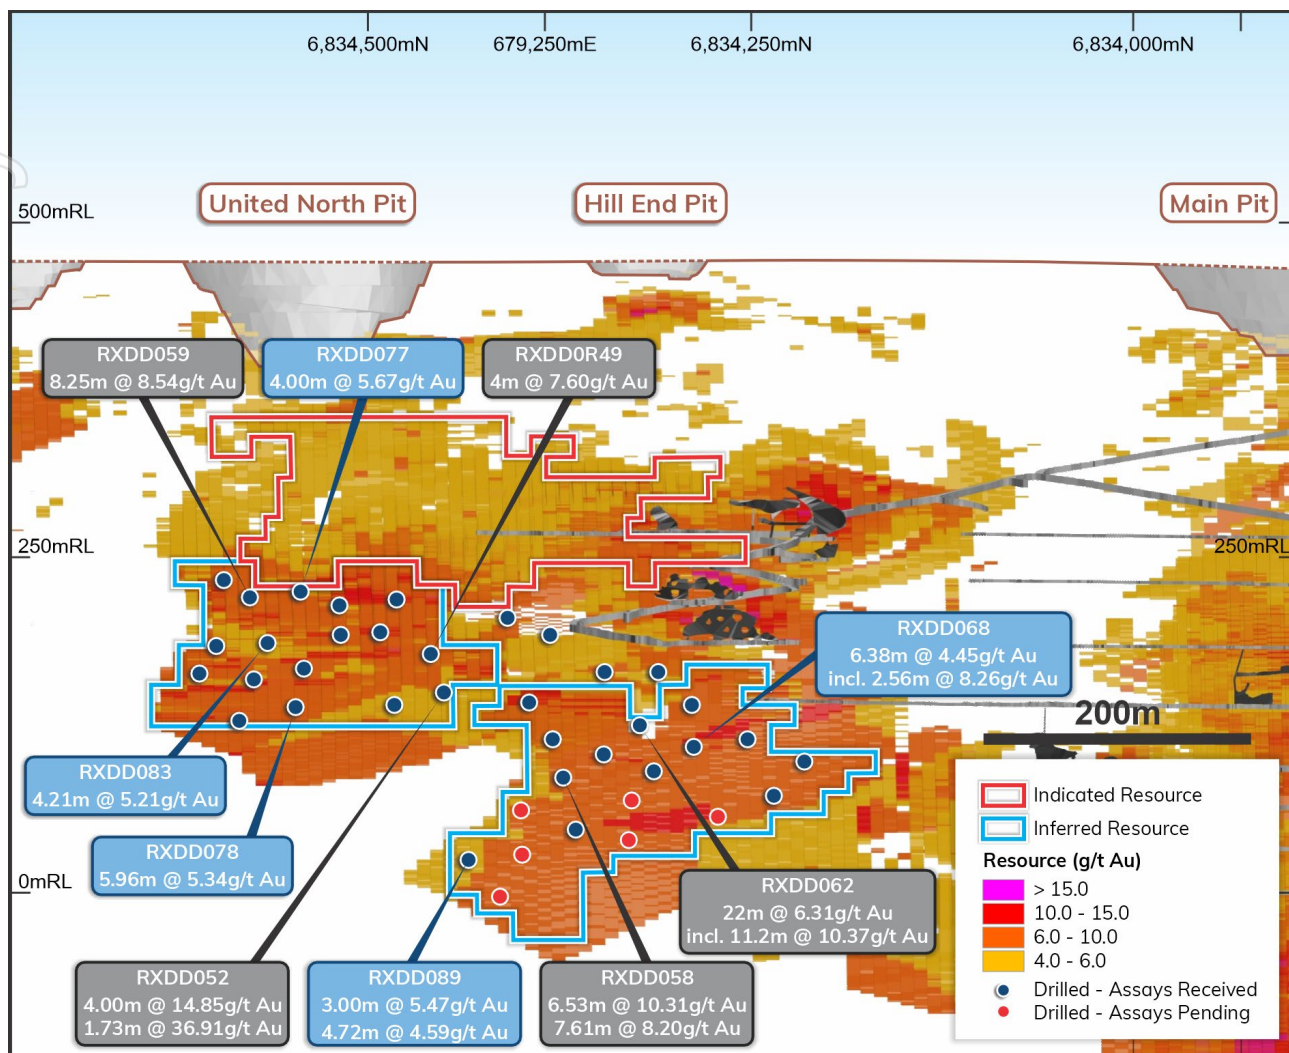 6,834,500mN
679,250mE
6,834,250mN
6,834,000mN
500mRL
United North Pit
Hill End Pit
Main Pit
RXDD059
8.25m @ 8.54g/t Au
RXDD077
4.00m @ 5.67g/t Au
RXDD0R49
4m @ 7.60g/t Au
250mRL
250mRL
RXDD068
6.38m @ 4.45g/t Au
incl. 2.56m @ 8.26g/t Au
200m
RXDD083
4.21m @ 5.21g/t Au
RXDD078
5.96m @ 5.34g/t Au
0mRL
RXDD062
22m @ 6.31g/t Au
incl. 11.2m @ 10.37g/t Au
RXDD052
4.00m @ 14.85g/t Au
1.73m @ 36.91g/t Au
RXDD089
3.00m @ 5.47g/t Au
4.72m @ 4.59g/t Au
RXDD058
6.53m @ 10.31g/t Au
7.61m @ 8.20g/t Au
Indicated Resource
Inferred Resource
Resource (g/t Au)
> 15.0
10.0 - 15.0
6.0 - 10.0
4.0 - 6.0
Drilled - Assays Received
Drilled - Assays Pending